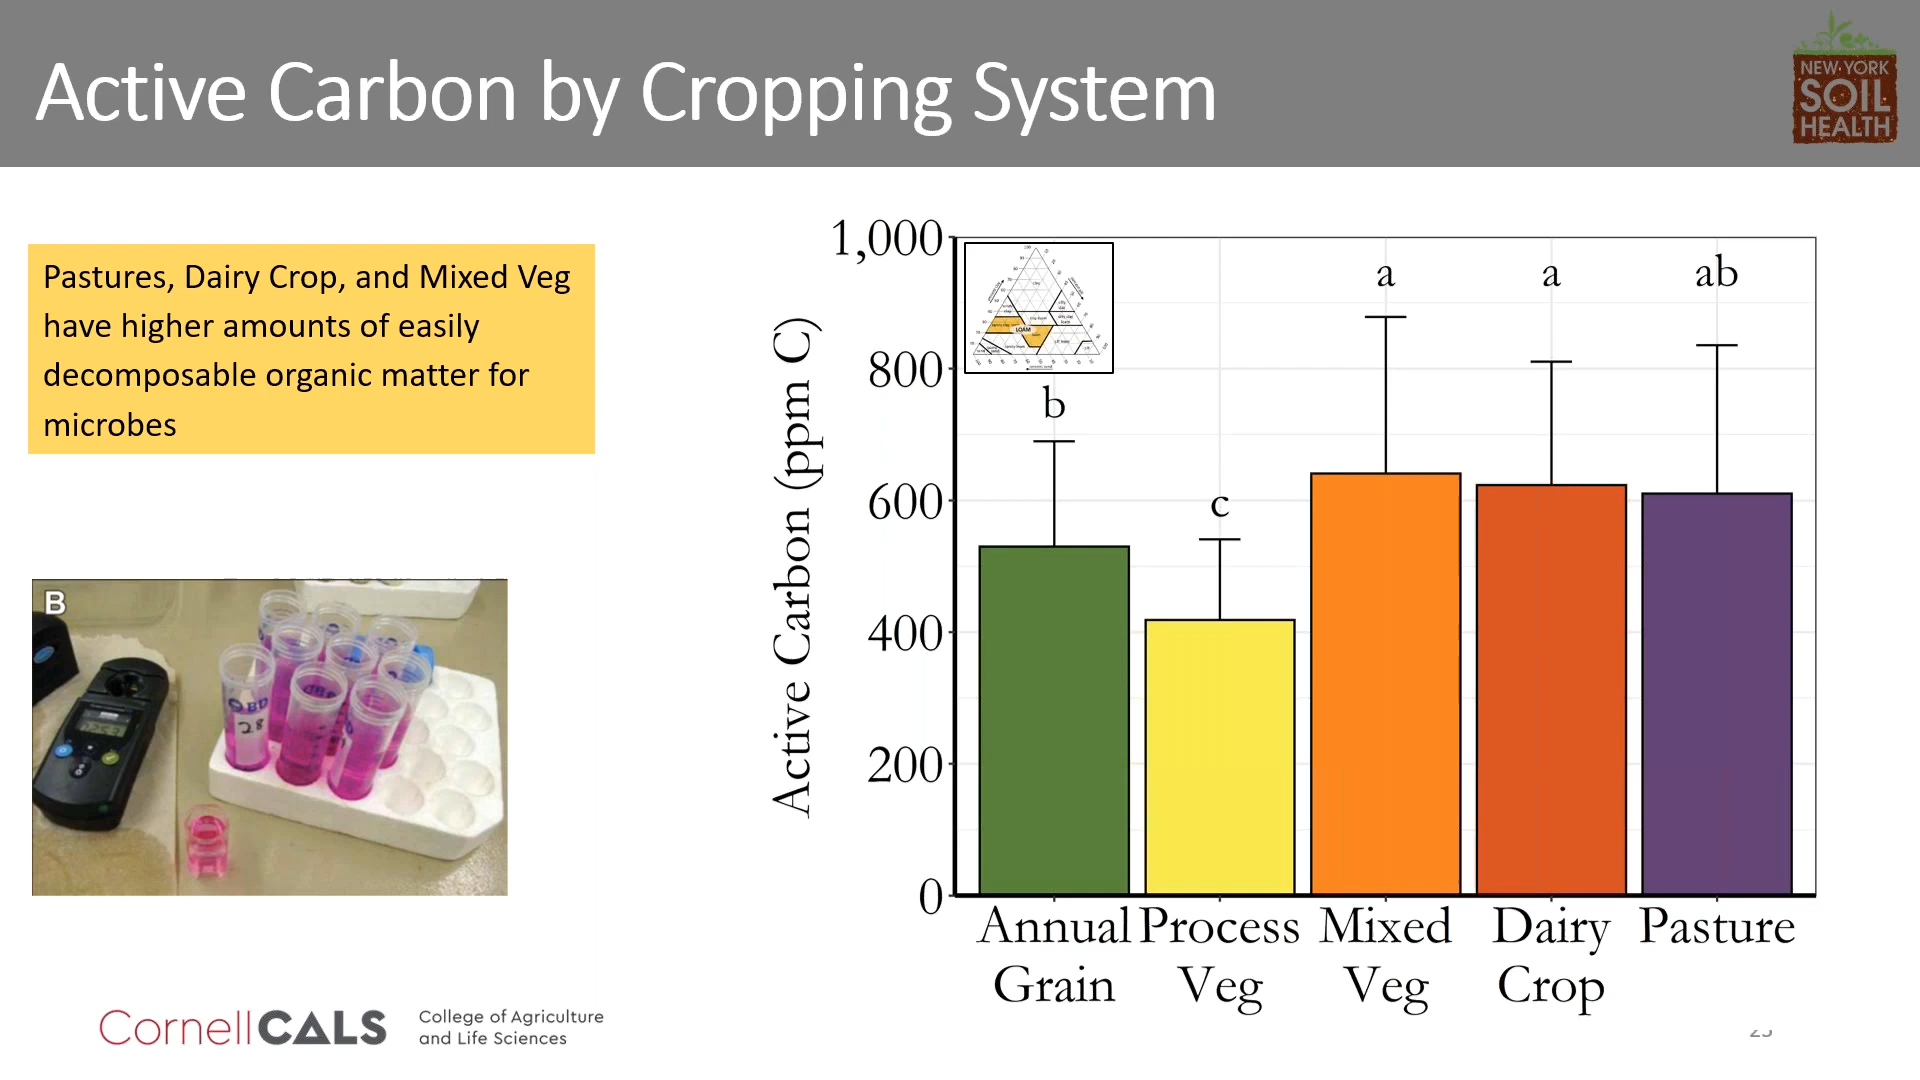 Active Carbon by Cropping System
NEW YORK
SOIL
HEALTH
Pastures, Dairy Crop, and Mixed Veg
have higher amounts of easily
decomposable organic matter for
microbes
B
BD
28
Active Carbon (ppm C)
1,000
800
600
400
200
0
LOAM
b
c
a
a
ab
Annual Grain
Process Veg
Mixed Veg
Dairy Crop
Pasture
CornellCALS
College of Agriculture
and Life Sciences